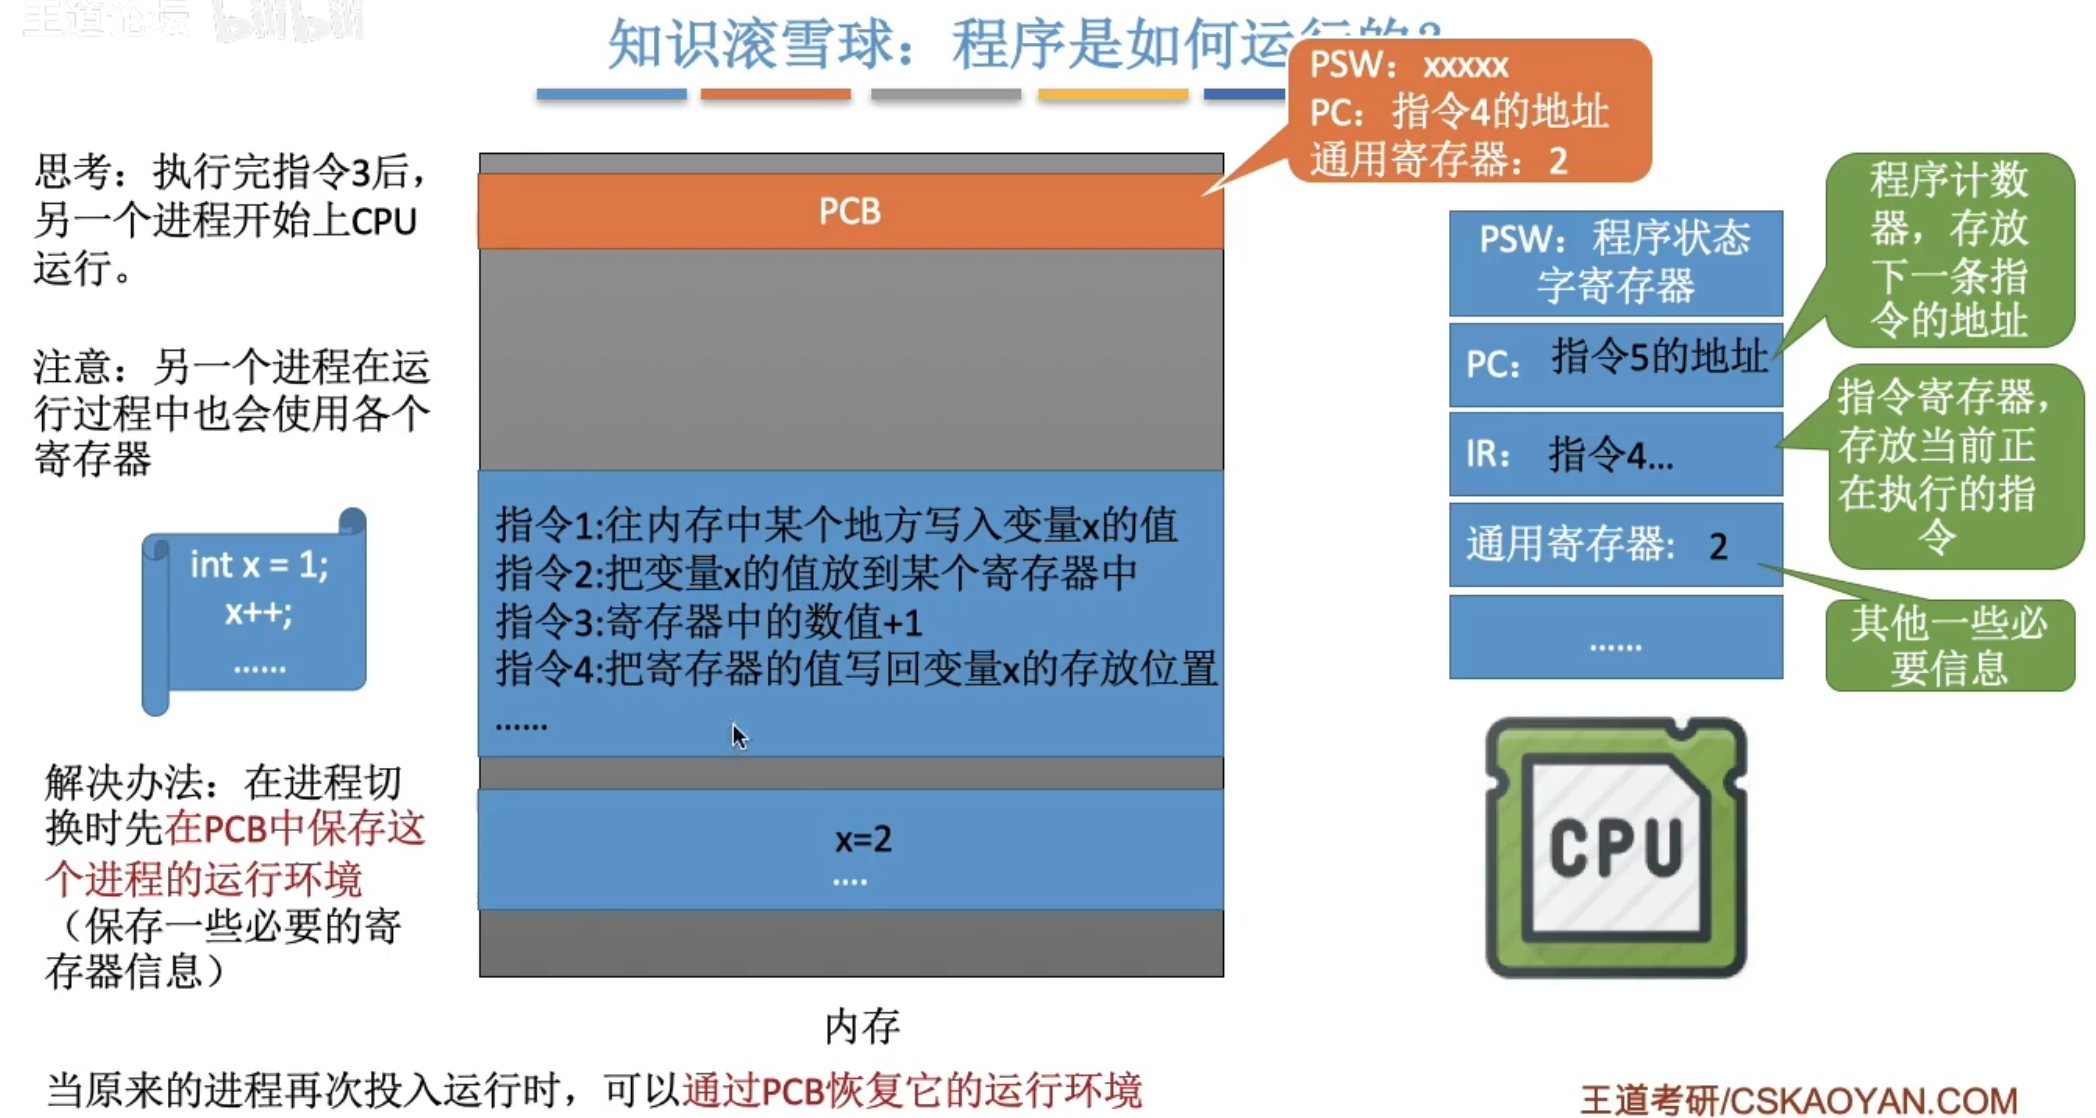 王道论坛 bilibili
知识滚雪球：程序是如何运行的？
PSW：xxxxx
PC：指令4的地址
通用寄存器：2
思考：执行完指令3后，
另一个进程开始上CPU
运行。
注意：另一个进程在运
行过程中也会使用各个
寄存器
int x = 1;
x++;
……
解决办法：在进程切
换时先在PCB中保存这
个进程的运行环境
（保存一些必要的寄
存器信息）
PCB
指令1:往内存中某个地方写入变量x的值
指令2:把变量x的值放到某个寄存器中
指令3:寄存器中的数值+1
指令4:把寄存器的值写回变量x的存放位置
……
x=2
....
内存
PSW：程序状态
字寄存器
PC：指令5的地址
IR：指令4...
通用寄存器：2
……
程序计数
器，存放
下一条指
令的地址
指令寄存器，
存放当前正
在执行的指
令
其他一些必
要信息
CPU
当原来的进程再次投入运行时，可以通过PCB恢复它的运行环境
王道考研/CSKAOYAN.COM